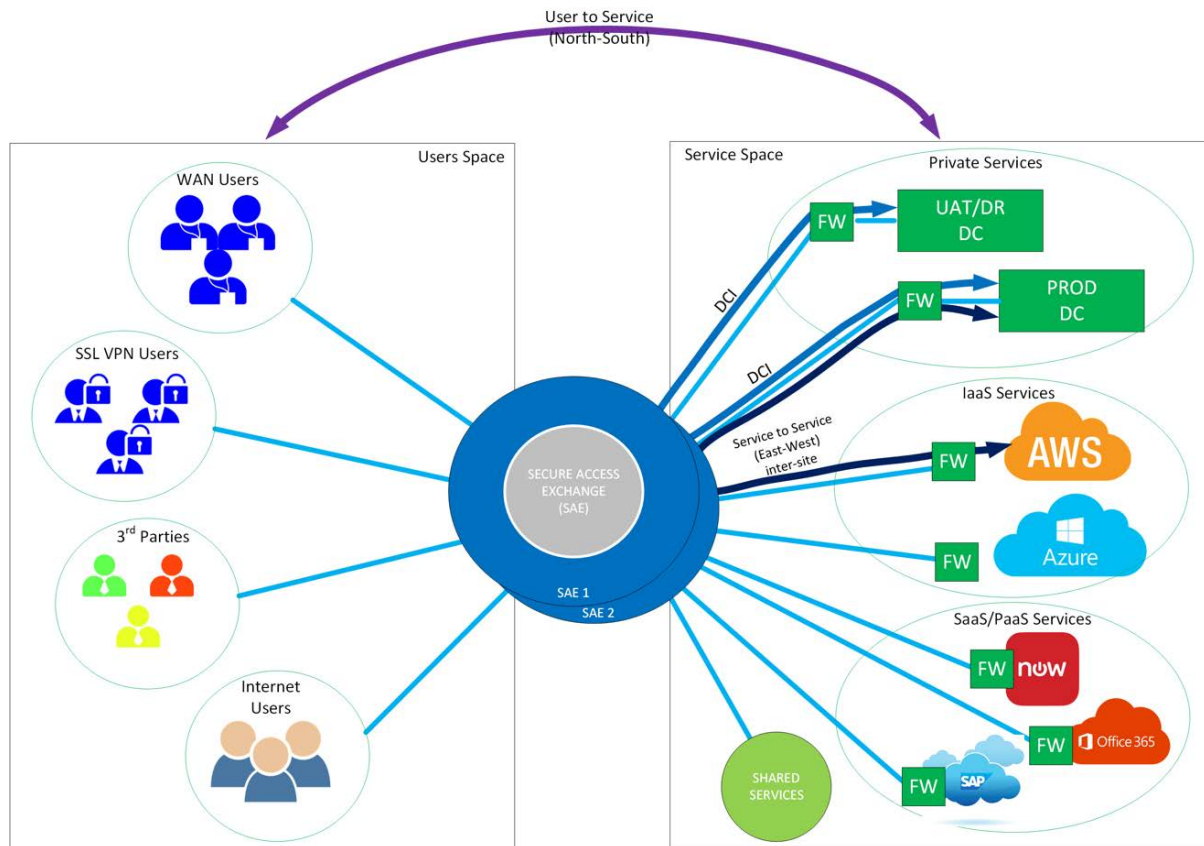 User to Service
(North-South)
Users Space
WAN Users
SSL VPN Users
3rd Parties
Internet
Users
SECURE ACCESS
EXCHANGE
(SAE)
SAE 1
SAE 2
Service Space
Private Services
FW
UAT/DR
DC
DCI
FW
PROD
DC
DCI
Service to Service
(East-West)
inter-site
IaaS Services
FW
AWS
FW
Azure
SaaS/PaaS Services
FW
now
FW
Office 365
FW
SAP
SHARED
SERVICES